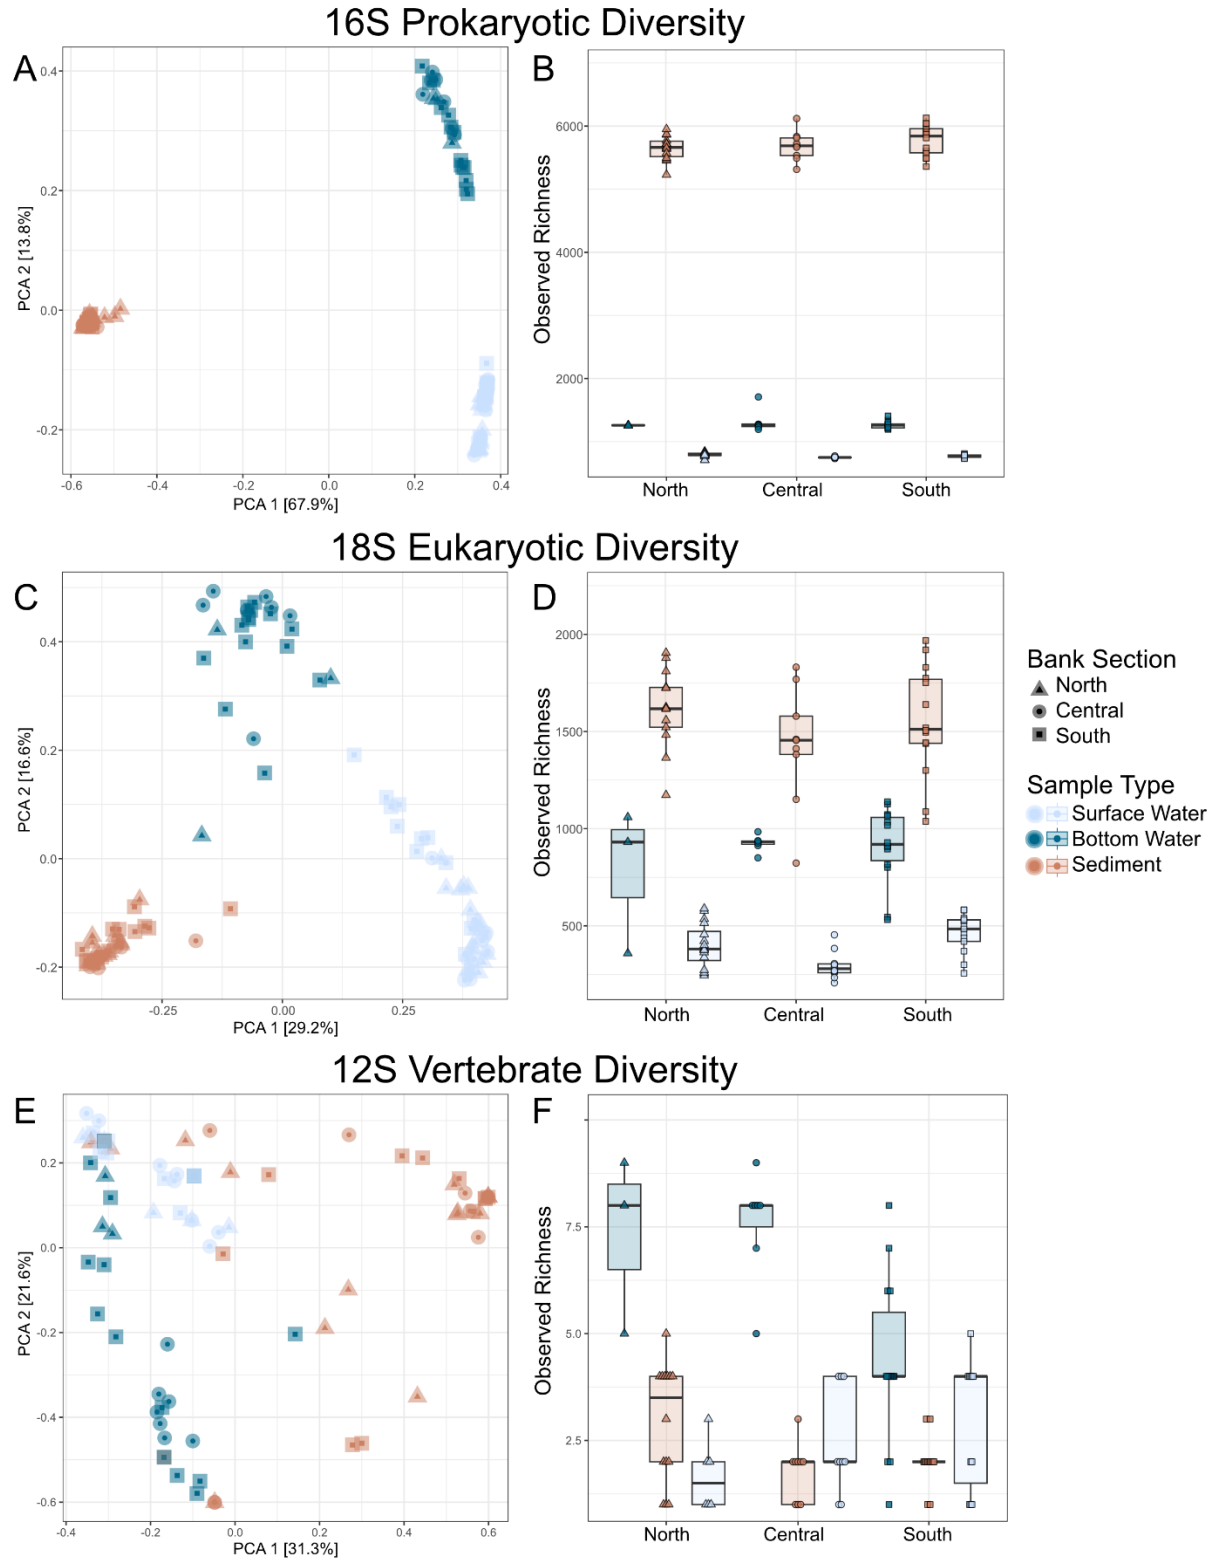 16S Prokaryotic Diversity
A
B
0.4
0.2
0.0
-0.2
PCA 2 [13.8%]
-0.6
-0.4
-0.2
0.0
0.2
0.4
PCA 1 [67.9%]
Observed Richness
6000
4000
2000
North
Central
South
18S Eukaryotic Diversity
C
D
0.4
0.2
0.0
-0.2
PCA 2 [16.6%]
-0.25
0.00
0.25
PCA 1 [29.2%]
Observed Richness
2000
1500
1000
500
North
Central
South
Bank Section
North
Central
South
Sample Type
Surface Water
Bottom Water
Sediment
12S Vertebrate Diversity
E
F
0.2
0.0
-0.2
-0.4
-0.6
PCA 2 [21.6%]
-0.4
-0.2
0.0
0.2
0.4
0.6
PCA 1 [31.3%]
Observed Richness
7.5
5.0
2.5
North
Central
South